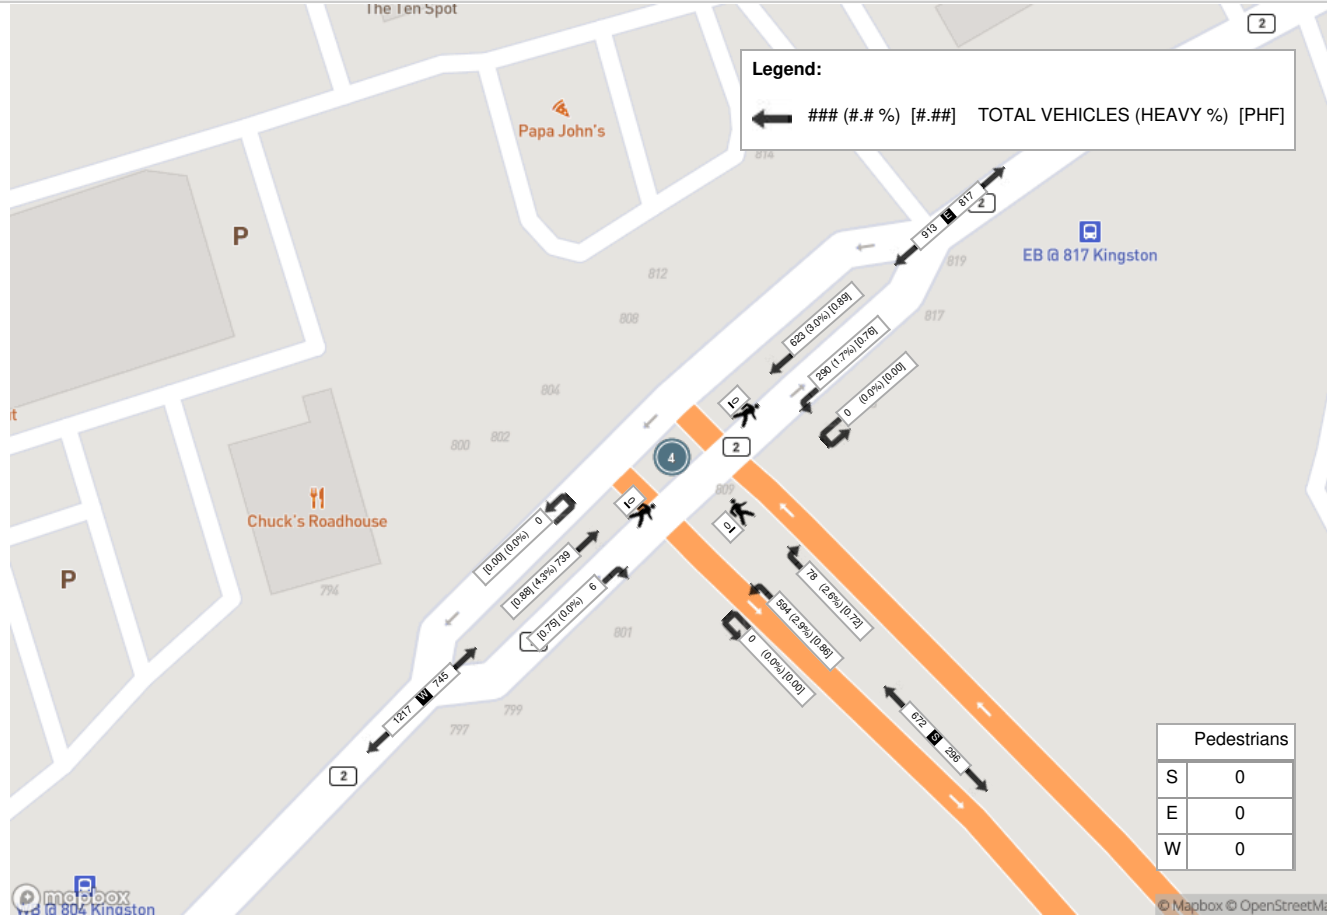 The Ten Spot
2
Legend:
### (#.# %) [#.##] TOTAL VEHICLES (HEAVY %) [PHF]
Papa John's
814
913 E 817
2
P
EB @ 817 Kingston
819
812
808
817
623 (3.0%) [0.89]
290 (1.7%) [0.76]
0 (0.0%) [0.00]
804
0
800
802
4
2
809
0
0
Chuck's Roadhouse
[0.00] (0.0%) 0
[0.88] (4.3%) 739
[0.75] (0.0%) 6
P
794
78 (2.6%) [0.72]
594 (2.9%) [0.86]
0 (0.0%) [0.00]
801
1217 W 745
799
797
672 S 296
2
Pedestrians
S 0
E 0
W 0
mapbox
WB @ 804 Kingston
© Mapbox © OpenStreetMa